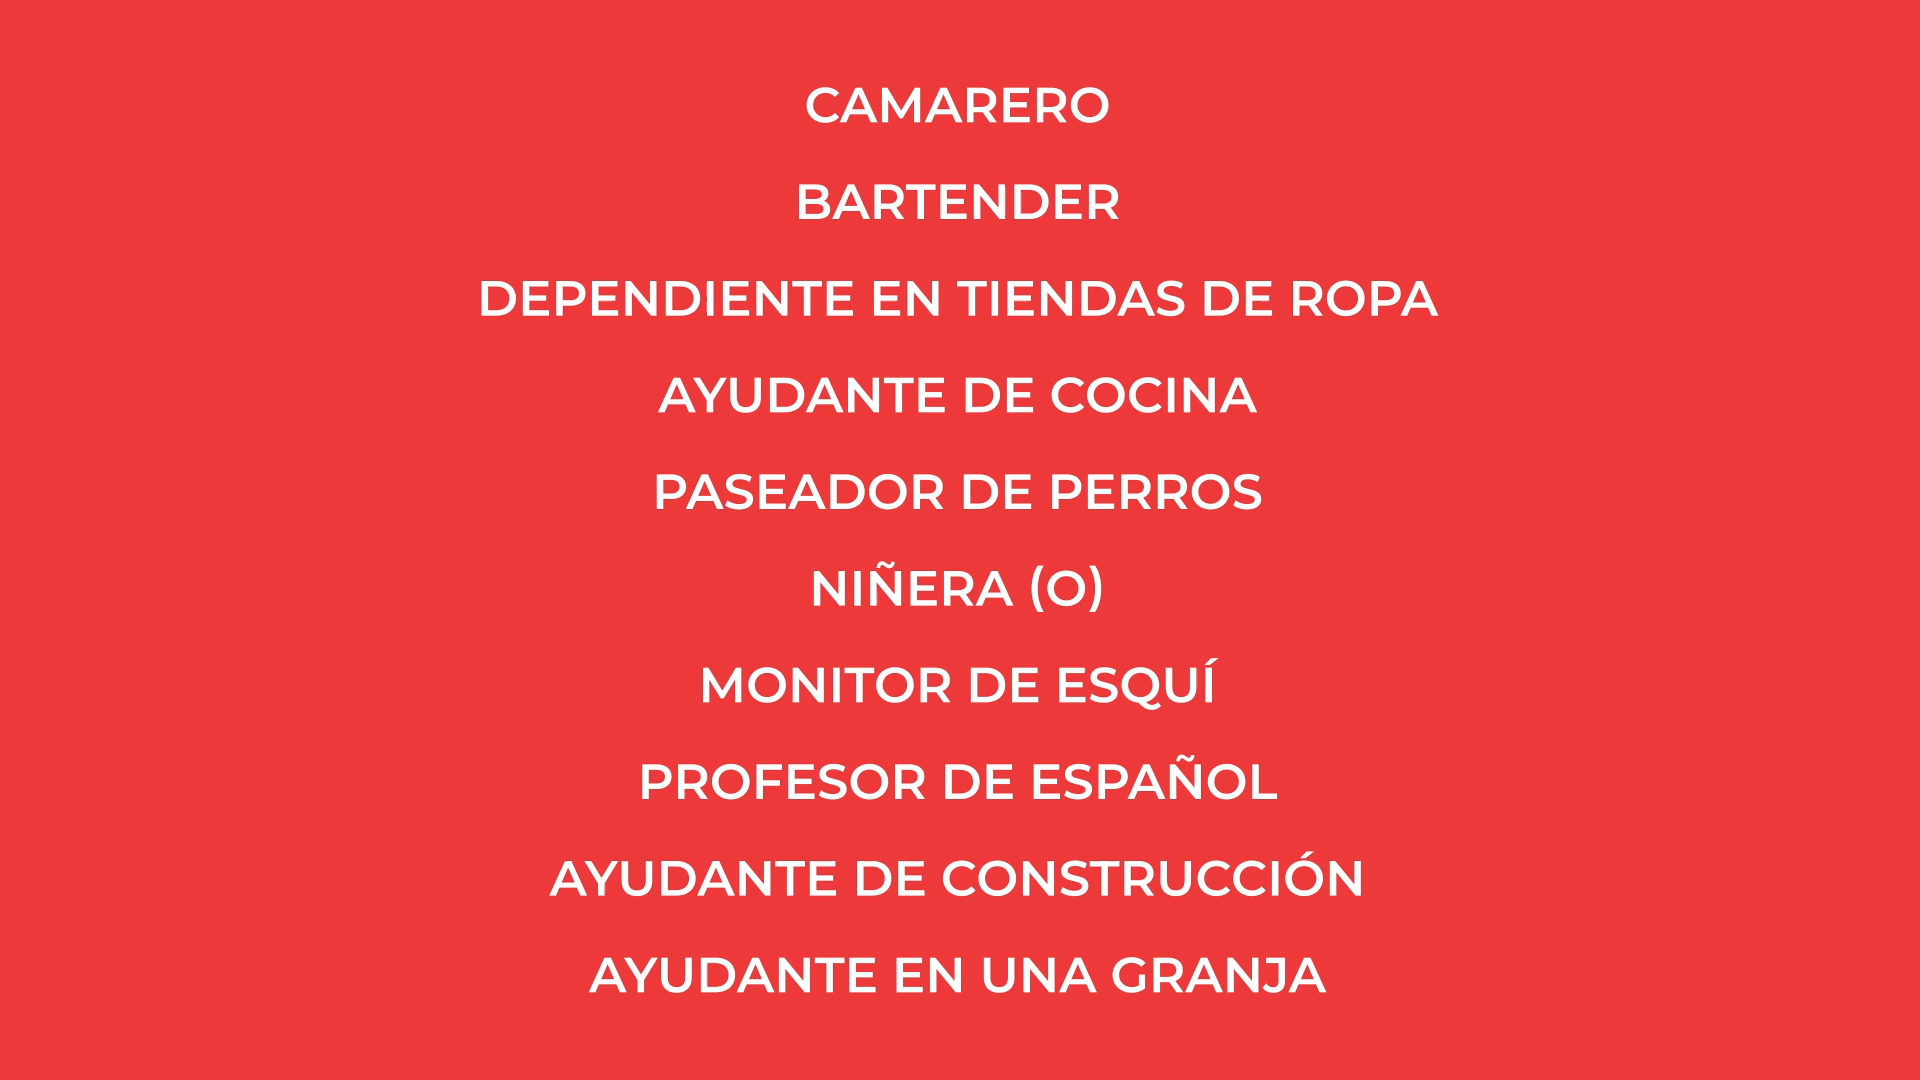 CAMARERO
BARTENDER
DEPENDIENTE EN TIENDAS DE ROPA
AYUDANTE DE COCINA
PASEADOR DE PERROS
NIÑERA (O)
MONITOR DE ESQUÍ
PROFESOR DE ESPAÑOL
AYUDANTE DE CONSTRUCCIÓN
AYUDANTE EN UNA GRANJA